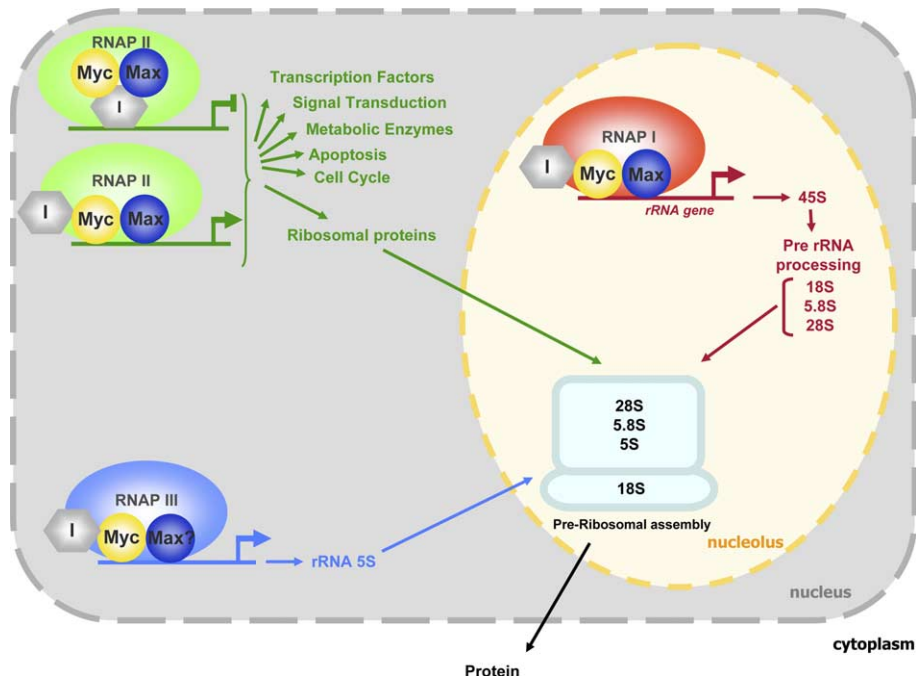 RNAP II
Myc
Max
I
RNAP II
I
Myc
Max
Transcription Factors
Signal Transduction
Metabolic Enzymes
Apoptosis
Cell Cycle
Ribosomal proteins
RNAP I
I
Myc
Max
rRNA gene
45S
Pre rRNA
processing
18S
5.8S
28S
28S
5.8S
5S
18S
Pre-Ribosomal assembly
nucleolus
RNAP III
I
Myc
Max?
rRNA 5S
nucleus
cytoplasm
Protein